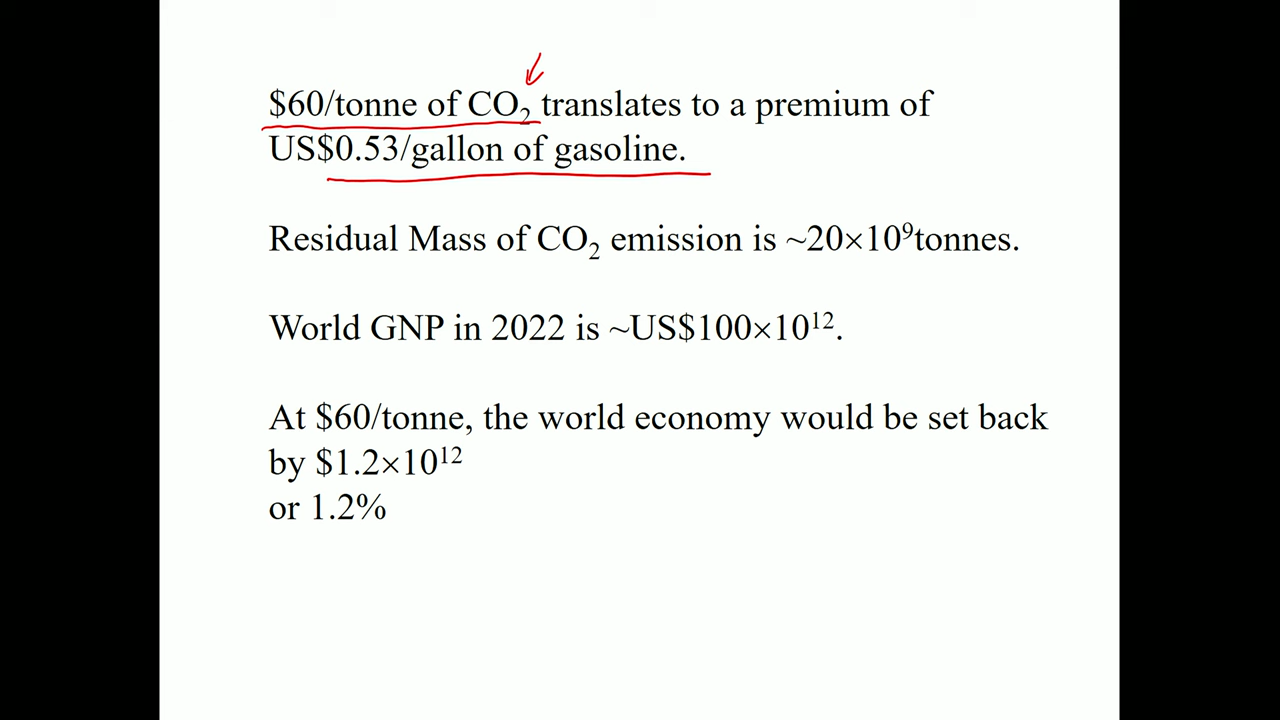 $60/tonne of CO₂ translates to a premium of
US$0.53/gallon of gasoline.
Residual Mass of CO₂ emission is ~20×10⁹tonnes.
World GNP in 2022 is ~US$100×10¹².
At $60/tonne, the world economy would be set back
by $1.2×10¹²
or 1.2%